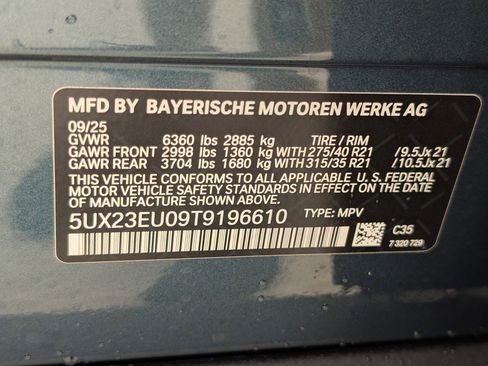 MFD BY BAYERISCHE MOTOREN WERKE AG
09/25
GVWR 6360 lbs 2885 kg TIRE / RIM
GAWR FRONT 2998 lbs 1360 kg WITH 275/40 R21 / 9.5Jx21
GAWR REAR 3704 lbs 1680 kg WITH 315/35 R21 / 10.5Jx21
THIS VEHICLE CONFORMS TO ALL APPLICABLE U. S. FEDERAL
MOTOR VEHICLE SAFETY STANDARDS IN EFFECT ON THE
DATE OF MANUFACTURE SHOWN ABOVE.
5UX23EU09T9196610 TYPE: MPV
C35
7 320 729